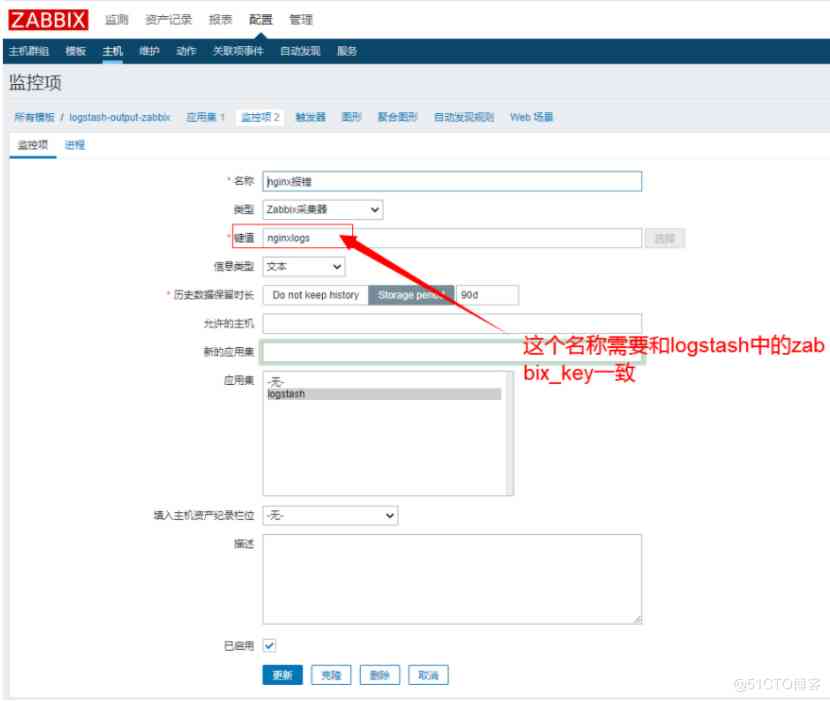 ZABBIX 监测 资产记录 报表 配置 管理
主机群组 模板 主机 维护 动作 关联项事件 自动发现 服务
监控项
所有模板 / logstash-output-zabbix 应用集 1 监控项 2 触发器 图形 聚合图形 自动发现规则 Web 场景
监控项 进程
* 名称 nginx报错
类型 Zabbix采集器
* 键值 nginxlogs 选择
信息类型 文本
* 历史数据保留时长 Do not keep history Storage period 90d
允许的主机
新的应用集
应用集 -无-
logstash
这个名称需要和logstash中的zab
bix_key一致
填入主机资产纪录栏位 -无-
描述
已启用
更新 克隆 删除 取消
@51CTO博客